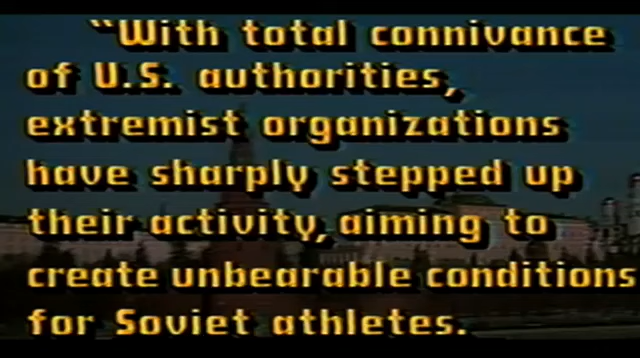 “With total connivance
of U.S. authorities,
extremist organizations
have sharply stepped up
their activity, aiming to
create unbearable conditions
for Soviet athletes.